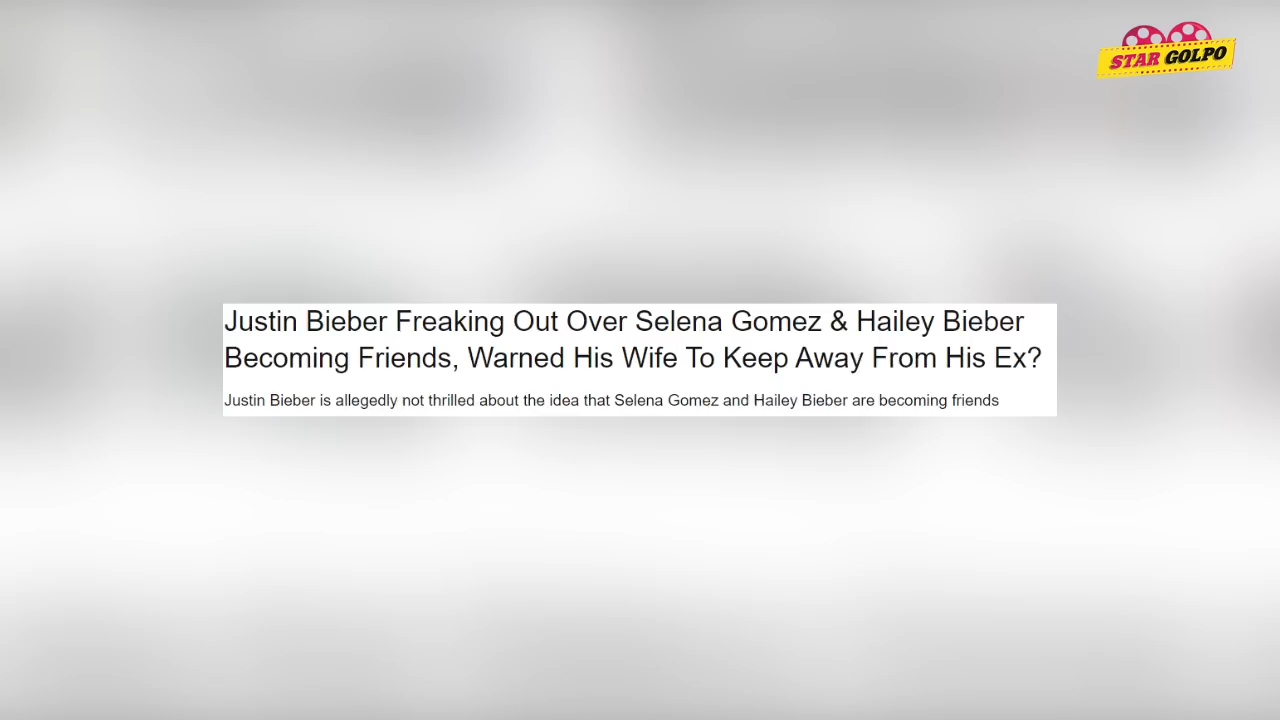 STAR GOLPO
Justin Bieber Freaking Out Over Selena Gomez & Hailey Bieber
Becoming Friends, Warned His Wife To Keep Away From His Ex?
Justin Bieber is allegedly not thrilled about the idea that Selena Gomez and Hailey Bieber are becoming friends